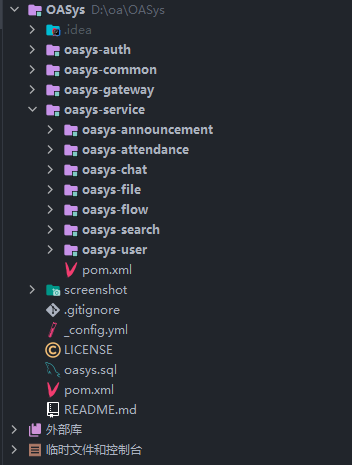 OASys D:\oa\OASys
.idea
oasys-auth
oasys-common
oasys-gateway
oasys-service
oasys-announcement
oasys-attendance
oasys-chat
oasys-file
oasys-flow
oasys-search
oasys-user
pom.xml
screenshot
.gitignore
_config.yml
LICENSE
oasys.sql
pom.xml
README.md
外部库
临时文件和控制台